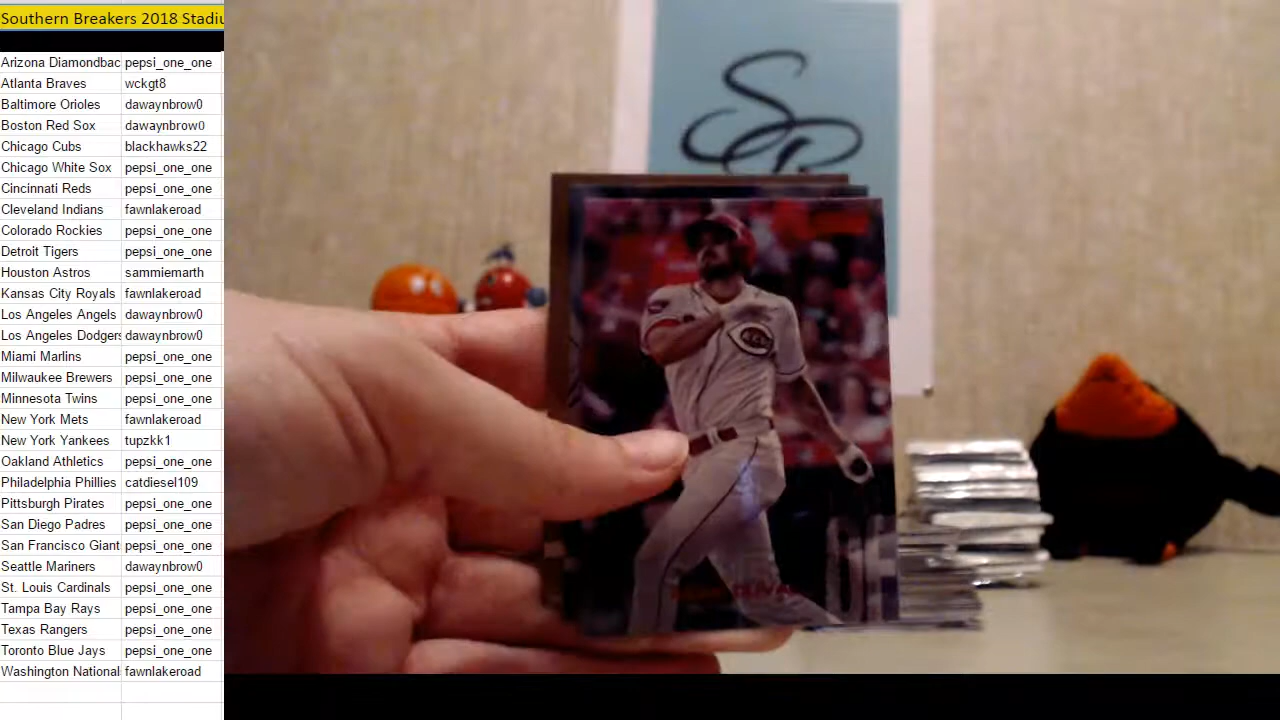 Southern Breakers 2018 Stadiu
Arizona Diamondbac pepsi_one_one
Atlanta Braves wckgt8
Baltimore Orioles dawaynbrow0
Boston Red Sox dawaynbrow0
Chicago Cubs blackhawks22
Chicago White Sox pepsi_one_one
Cincinnati Reds pepsi_one_one
Cleveland Indians fawnlakeroad
Colorado Rockies pepsi_one_one
Detroit Tigers pepsi_one_one
Houston Astros sammiemarth
Kansas City Royals fawnlakeroad
Los Angeles Angels dawaynbrow0
Los Angeles Dodgers dawaynbrow0
Miami Marlins pepsi_one_one
Milwaukee Brewers pepsi_one_one
Minnesota Twins pepsi_one_one
New York Mets fawnlakeroad
New York Yankees tupzkk1
Oakland Athletics pepsi_one_one
Philadelphia Phillies catdiesel109
Pittsburgh Pirates pepsi_one_one
San Diego Padres pepsi_one_one
San Francisco Giant pepsi_one_one
Seattle Mariners dawaynbrow0
St. Louis Cardinals pepsi_one_one
Tampa Bay Rays pepsi_one_one
Texas Rangers pepsi_one_one
Toronto Blue Jays pepsi_one_one
Washington National fawnlakeroad